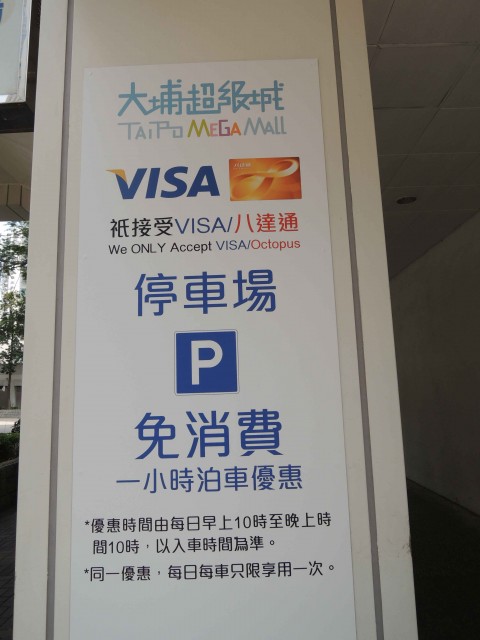 大埔超級城
TAI PO MEGA MALL
VISA
衹接受VISA/八達通
We ONLY Accept VISA/Octopus
停車場
P
免消費
一小時泊車優惠
*優惠時間由每日早上10時至晚上時
間10時，以入車時間為準。
*同一優惠，每日每車只限享用一次。